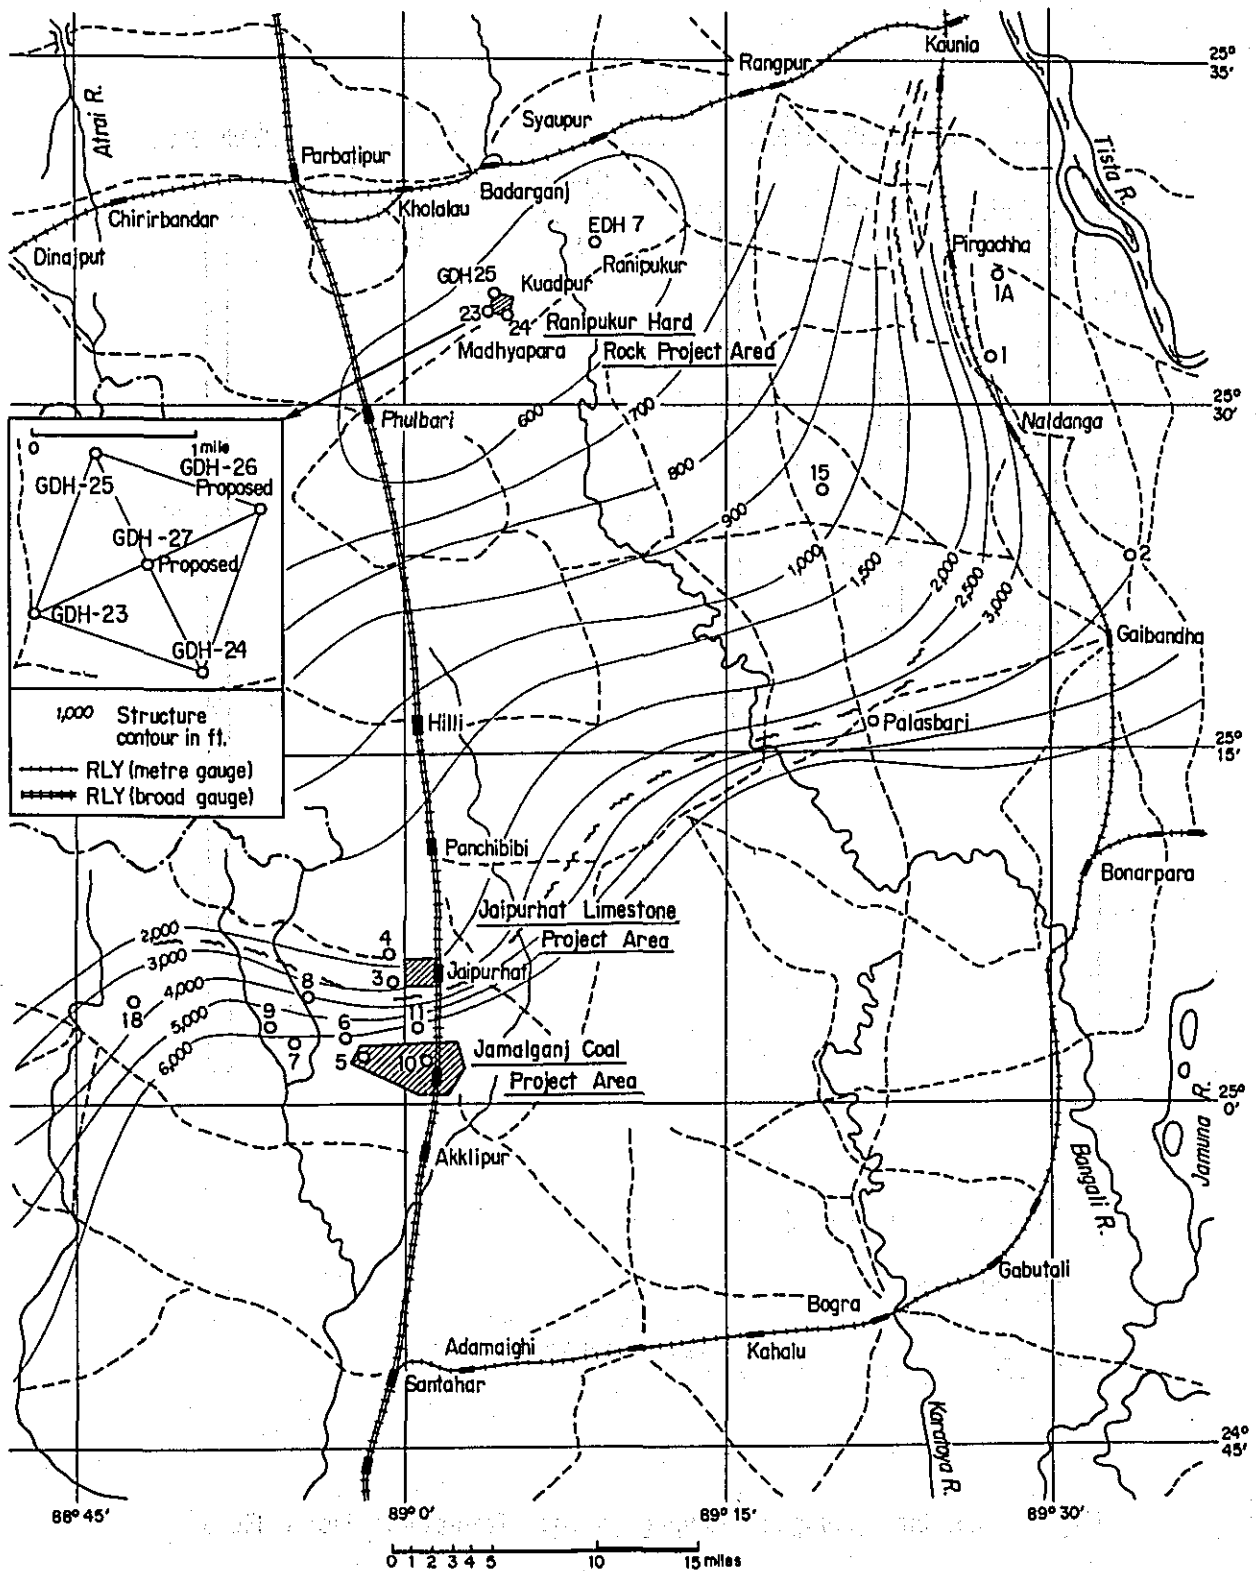 Kaunia
25°
35'
Rangpur
Atrai R.
Syaupur
Tista R.
Parbatipur
Badarganj
Kholalau
Chirirbandar
EDH 7
Pirgachha
Dinajput
Ranipukur
GDH 25
Kuadpur
1A
23
24
Ranipukur Hard
Madhyapara
Rock Project Area
1
25°
30'
600
700
Phulbari
Naldanga
0
1 mile
GDH-26
Proposed
GDH-25
800
15
900
GDH-27
Proposed
2
1,000
1,500
2,000
2,500
3,000
GDH-23
Gaibandha
GDH-24
1,000 Structure
contour in ft.
Hilli
Palasbari
25°
15'
RLY (metre gauge)
RLY (broad gauge)
Panchibibi
Bonarpara
Jaipurhat Limestone
Project Area
2,000
4
3,000
3
Jaipurhat
4,000
8
18
5,000
9
6
11
6,000
7
5
10
Jamalganj Coal
Project Area
25°
0'
Jamuna R.
Akklipur
Bangali R.
Gabutali
Bogra
Adamaighi
Kahalu
Santahar
Karatoya R.
24°
45'
88° 45'
89° 0'
89° 15'
89° 30'
0 1 2 3 4 5 10 15 miles